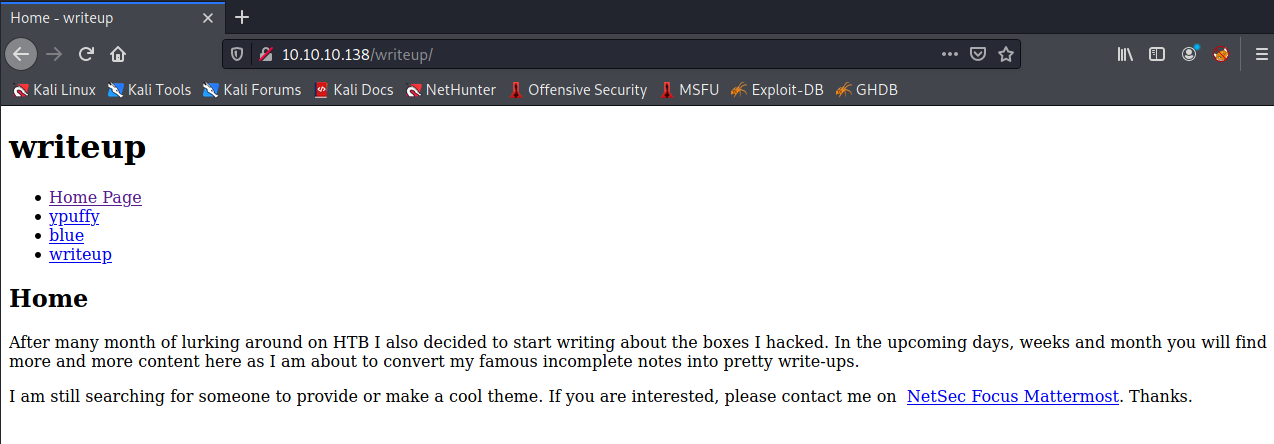 Home - writeup
10.10.10.138/writeup/
Kali Linux Kali Tools Kali Forums Kali Docs NetHunter Offensive Security MSFU Exploit-DB GHDB
writeup
Home Page
ypuffy
blue
writeup
Home
After many month of lurking around on HTB I also decided to start writing about the boxes I hacked. In the upcoming days, weeks and month you will find
more and more content here as I am about to convert my famous incomplete notes into pretty write-ups.
I am still searching for someone to provide or make a cool theme. If you are interested, please contact me on NetSec Focus Mattermost. Thanks.